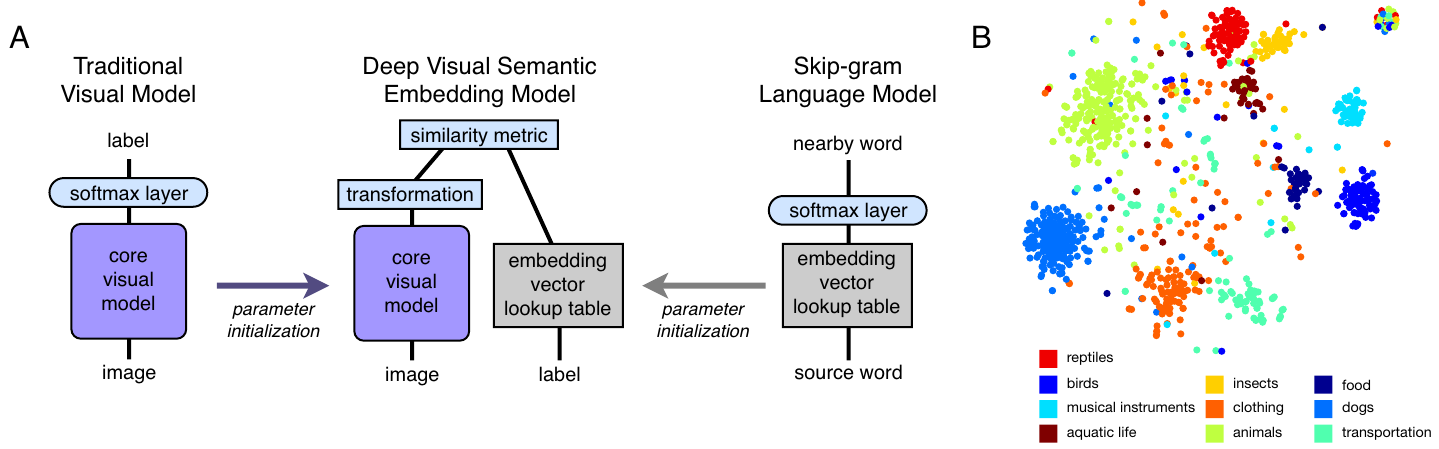 A
Traditional
Visual Model
label
softmax layer
core
visual
model
image
parameter
initialization
Deep Visual Semantic
Embedding Model
similarity metric
transformation
core
visual
model
image
embedding
vector
lookup table
label
parameter
initialization
Skip-gram
Language Model
nearby word
softmax layer
embedding
vector
lookup table
source word
B
reptiles
birds
musical instruments
aquatic life
insects
clothing
animals
food
dogs
transportation